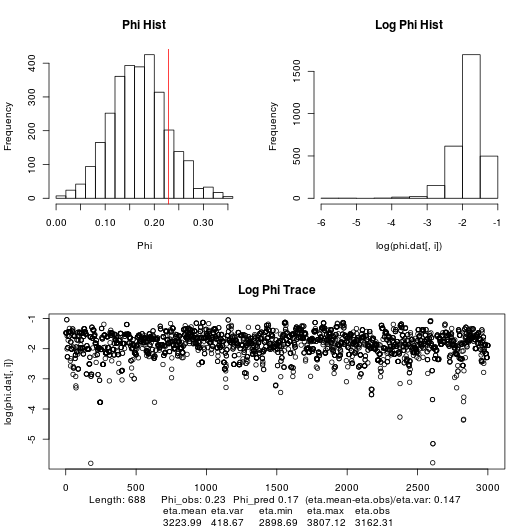 Phi Hist
Log Phi Hist
Frequency
0 100 200 300 400
0.00 0.10 0.20 0.30
Phi
Frequency
0 500 1500
-6 -5 -4 -3 -2 -1
log(phi.dat[, i])
Log Phi Trace
log(phi.dat[, i])
-1 -2 -3 -4 -5
0 500 1000 1500 2000 2500 3000
Length: 688 Phi_obs: 0.23 Phi_pred 0.17 (eta.mean-eta.obs)/eta.var: 0.147
eta.mean eta.var eta.min eta.max eta.obs
3223.99 418.67 2898.69 3807.12 3162.31